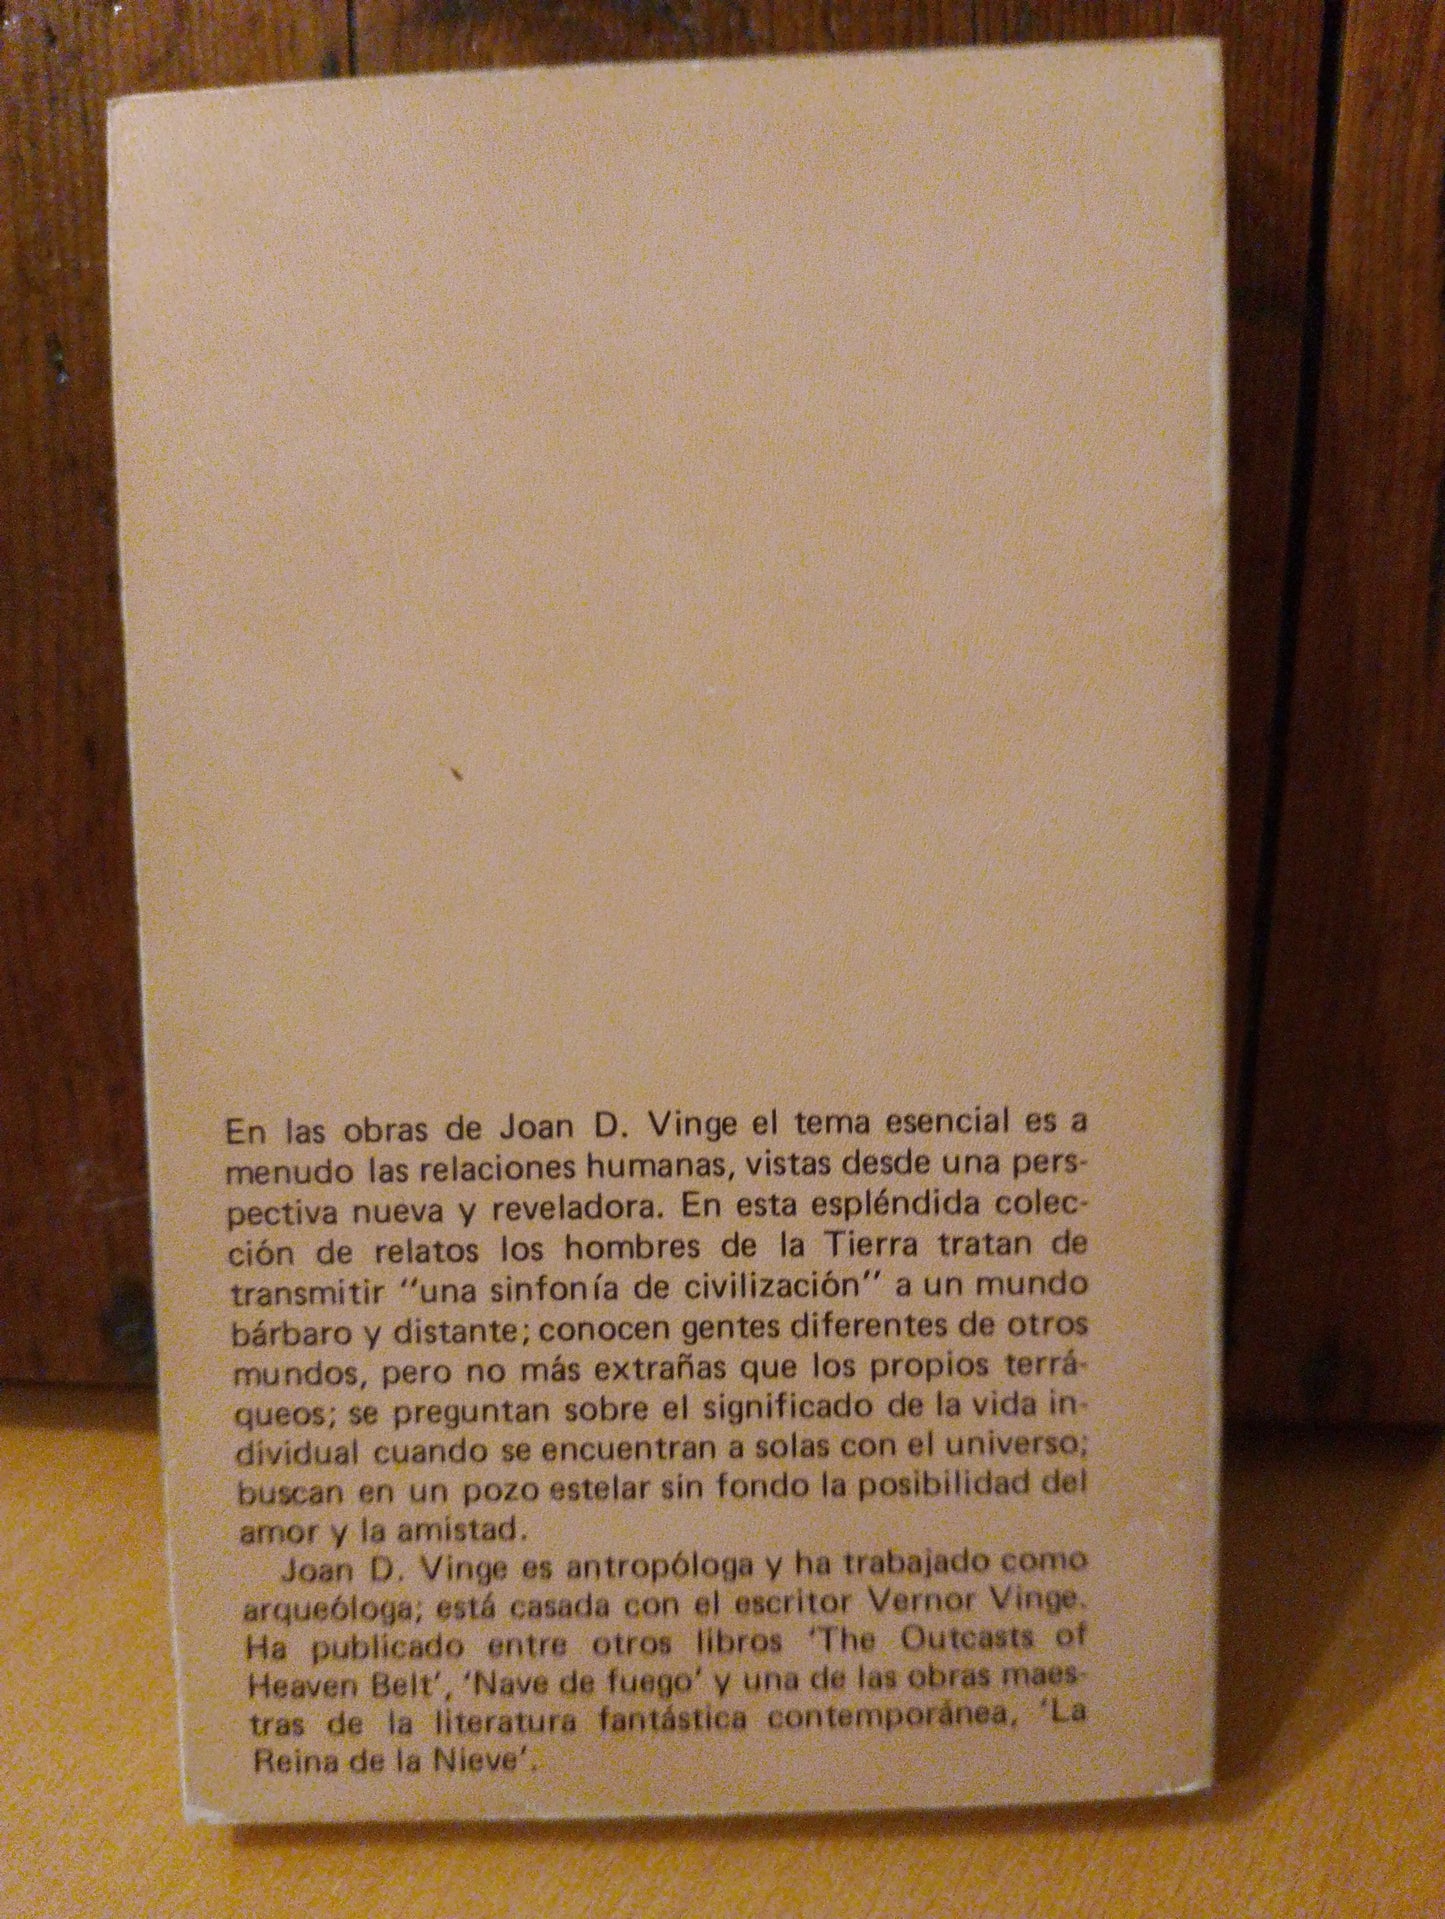 En las obras de Joan D. Vinge el tema esencial es a
menudo las relaciones humanas, vistas desde una pers-
pectiva nueva y reveladora. En esta espléndida colec-
ción de relatos los hombres de la Tierra tratan de
transmitir "una sinfonía de civilización" a un mundo
bárbaro y distante; conocen gentes diferentes de otros
mundos, pero no más extrañas que los propios terrá-
queos; se preguntan sobre el significado de la vida in-
dividual cuando se encuentran a solas con el universo;
buscan en un pozo estelar sin fondo la posibilidad del
amor y la amistad.
Joan D. Vinge es antropóloga y ha trabajado como
arqueóloga; está casada con el escritor Vernor Vinge.
Ha publicado entre otros libros 'The Outcasts of
Heaven Belt', 'Nave de fuego' y una de las obras maes-
tras de la literatura fantástica contemporánea, 'La
Reina de la Nieve'.